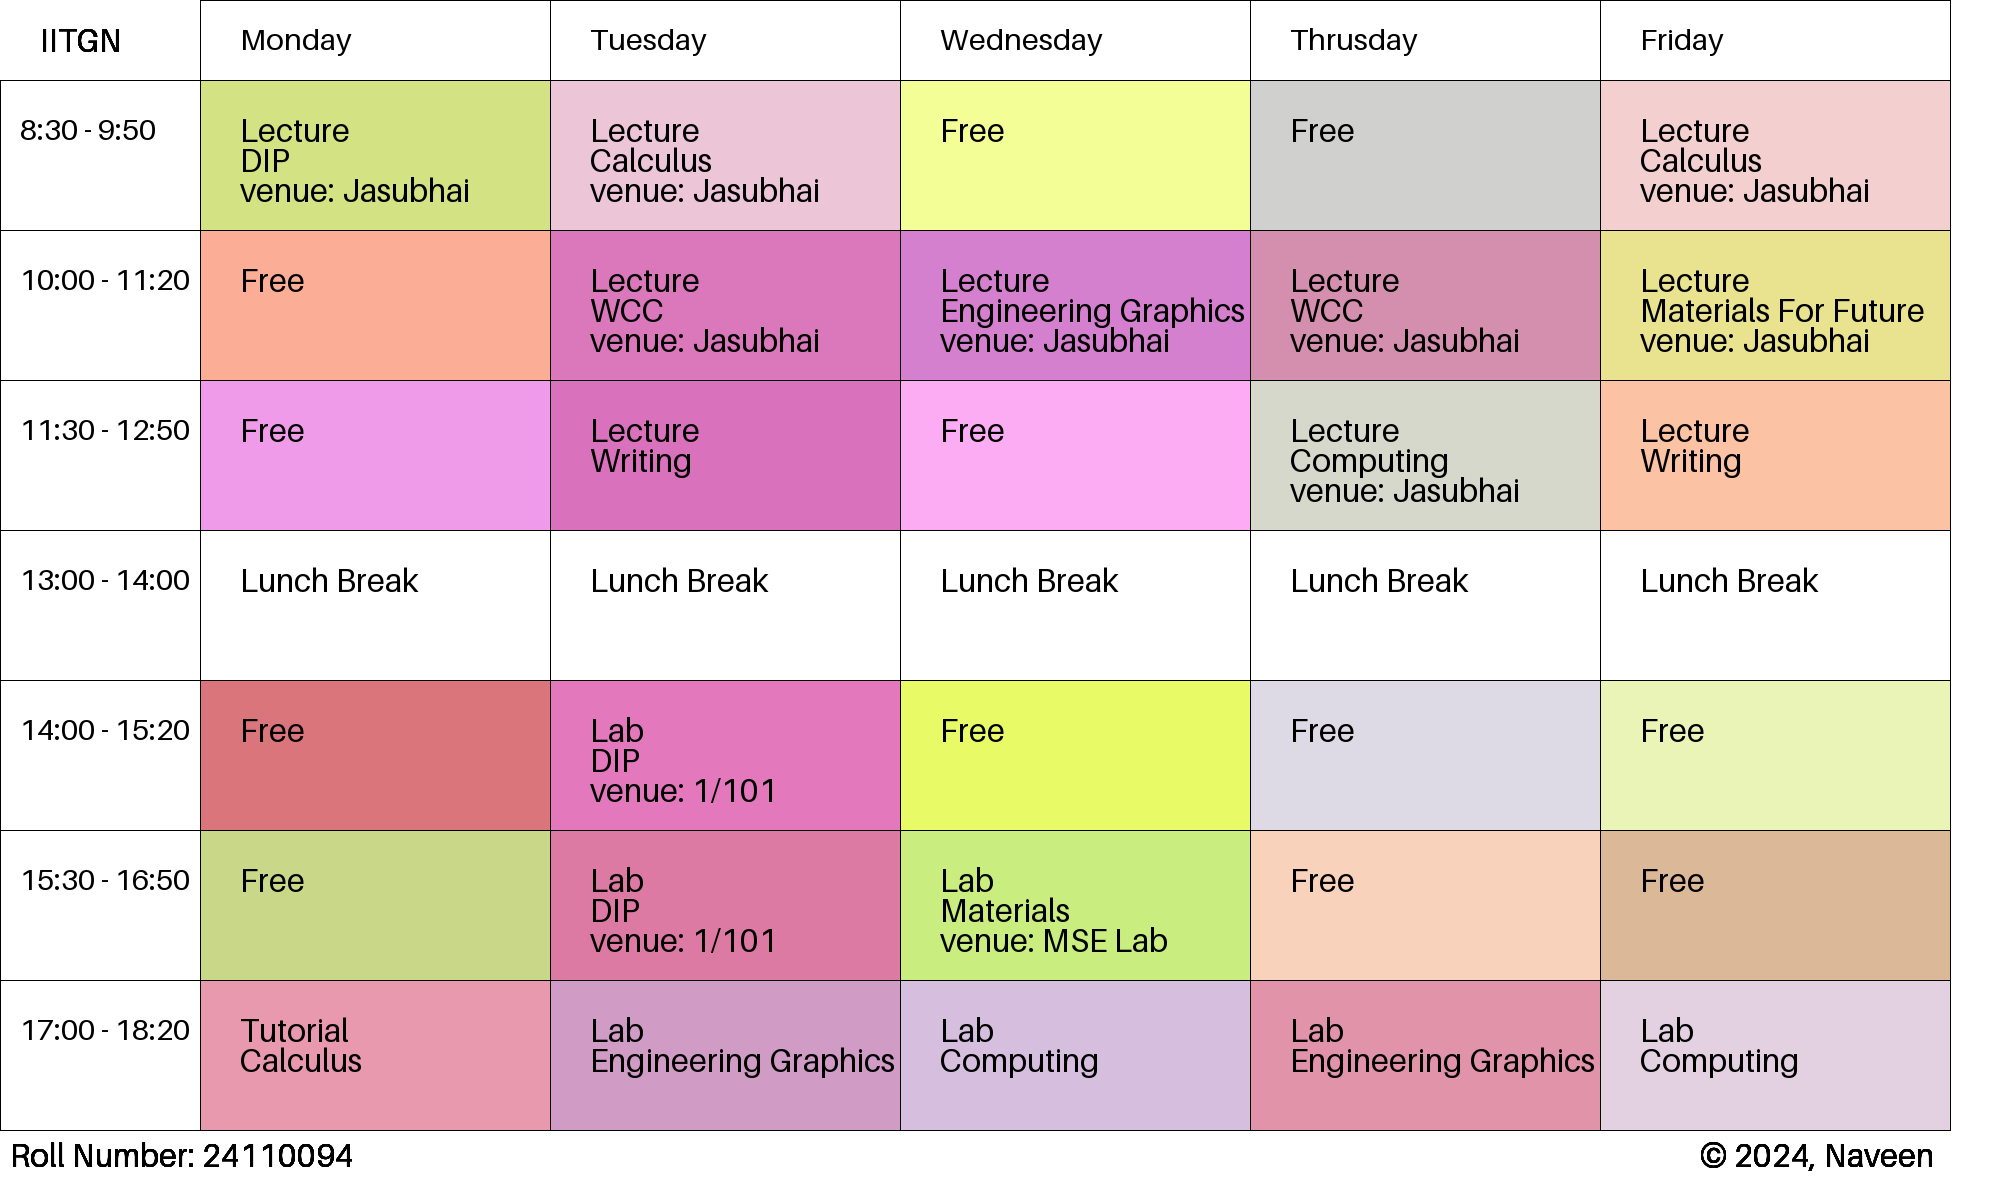 IITGN
Monday
Tuesday
Wednesday
Thrusday
Friday
8:30 - 9:50
Lecture
DIP
venue: Jasubhai
Lecture
Calculus
venue: Jasubhai
Free
Free
Lecture
Calculus
venue: Jasubhai
10:00 - 11:20
Free
Lecture
WCC
venue: Jasubhai
Lecture
Engineering Graphics
venue: Jasubhai
Lecture
WCC
venue: Jasubhai
Lecture
Materials For Future
venue: Jasubhai
11:30 - 12:50
Free
Lecture
Writing
Free
Lecture
Computing
venue: Jasubhai
Lecture
Writing
13:00 - 14:00
Lunch Break
Lunch Break
Lunch Break
Lunch Break
Lunch Break
14:00 - 15:20
Free
Lab
DIP
venue: 1/101
Free
Free
Free
15:30 - 16:50
Free
Lab
DIP
venue: 1/101
Lab
Materials
venue: MSE Lab
Free
Free
17:00 - 18:20
Tutorial
Calculus
Lab
Engineering Graphics
Lab
Computing
Lab
Engineering Graphics
Lab
Computing
Roll Number: 24110094
© 2024, Naveen